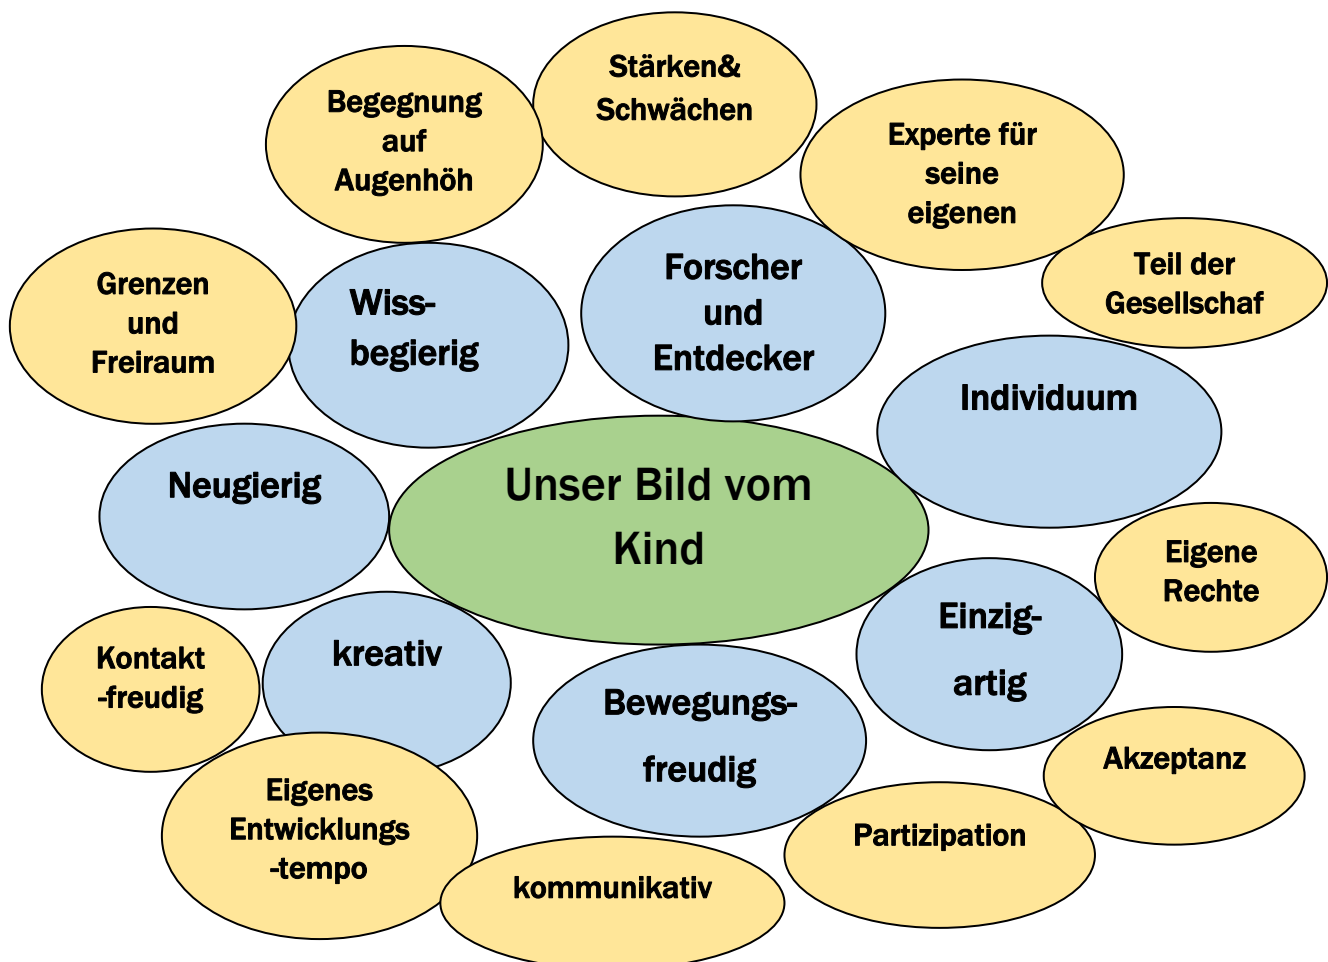 Stärken&
Schwächen
Begegnung
auf
Augenhöh
Experte für
seine
eigenen
Teil der
Gesellschaf
Grenzen
und
Freiraum
Wiss-
begierig
Forscher
und
Entdecker
Individuum
Neugierig
Unser Bild vom
Kind
Eigene
Rechte
Einzig-
artig
kreativ
Kontakt
-freudig
Bewegungs-
freudig
Akzeptanz
Eigenes
Entwicklungs
-tempo
Partizipation
kommunikativ